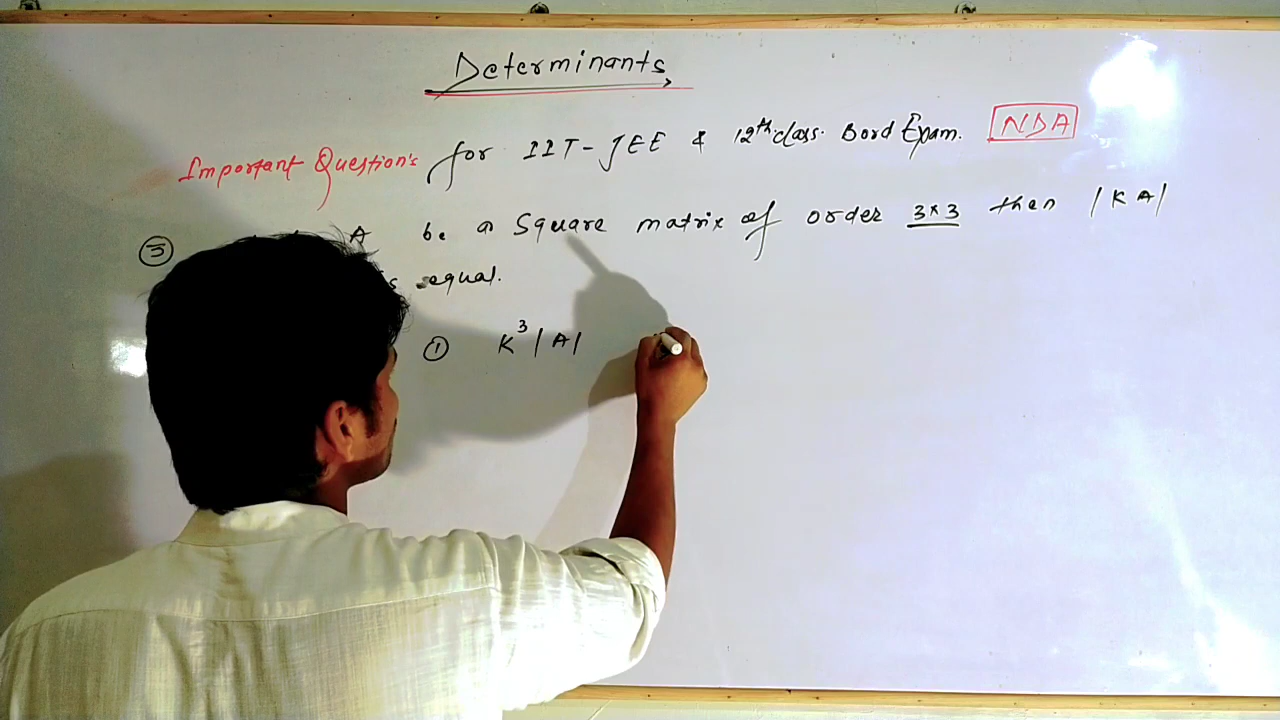 Determinants
Important Question's for IIT-JEE & 12th class. Bord Exam. NDA
③ A be a Square matrix of order 3×3 then |KA|
equal.
① K³|A|